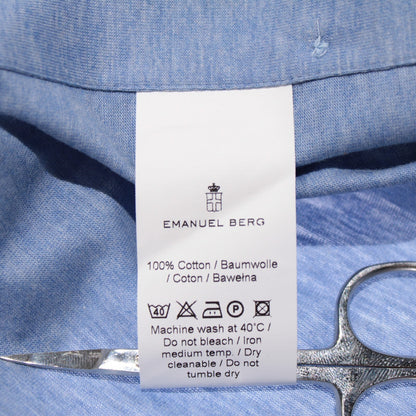 EMANUEL BERG
100% Cotton / Baumwolle
/ Coton / Bawełna
40 P
Machine wash at 40°C /
Do not bleach / Iron
medium temp. / Dry
cleanable / Do not
tumble dry